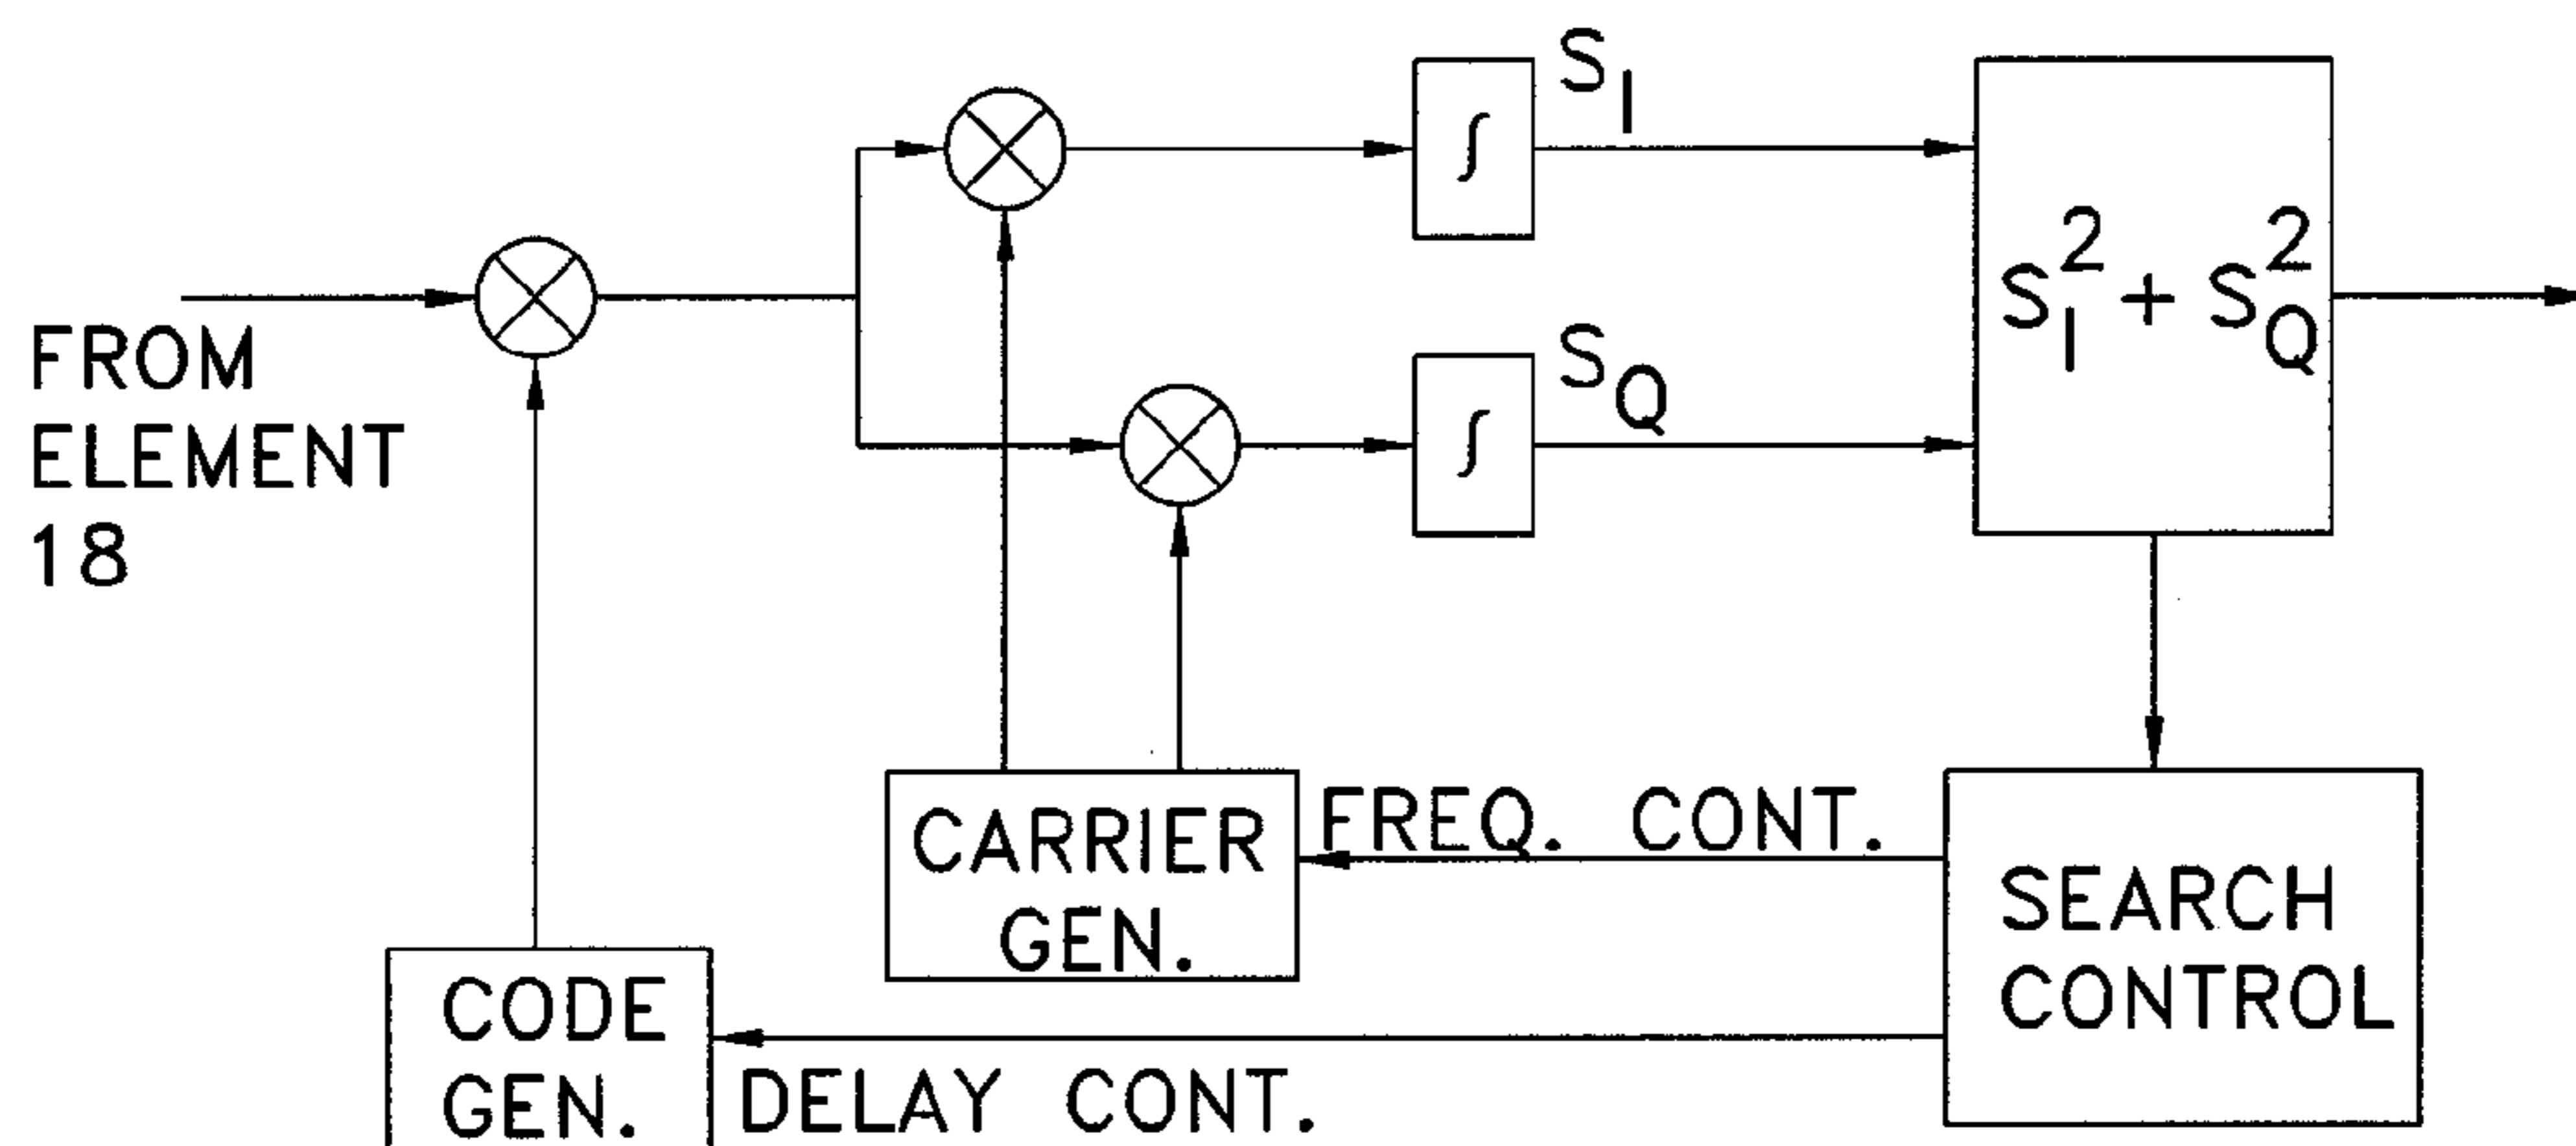 S_I
S_I^2 + S_Q^2
FROM
ELEMENT
18
S_Q
∫
∫
CARRIER
GEN.
FREQ. CONT.
SEARCH
CONTROL
CODE
GEN.
DELAY CONT.